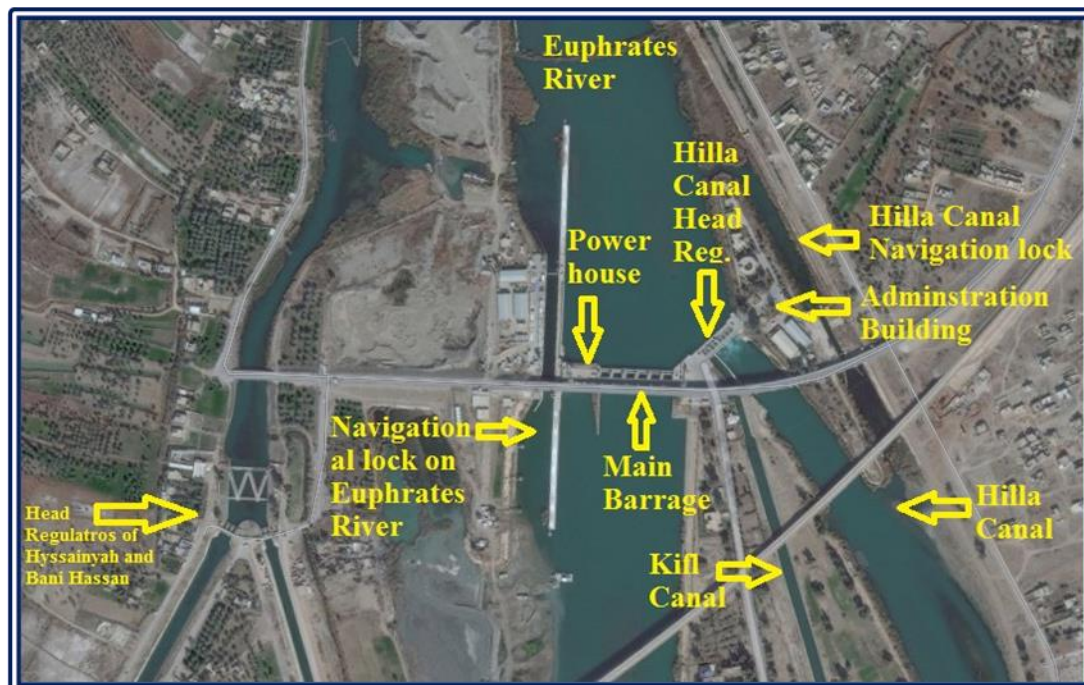 Euphrates
River
Hilla
Canal
Head
Reg.
Power
house
Hilla Canal
Navigation lock
Adminstration
Building
Navigation
al lock on
Euphrates
River
Main
Barrage
Head
Regulatros of
Hyssainyah and
Bani Hassan
Kifl
Canal
Hilla
Canal